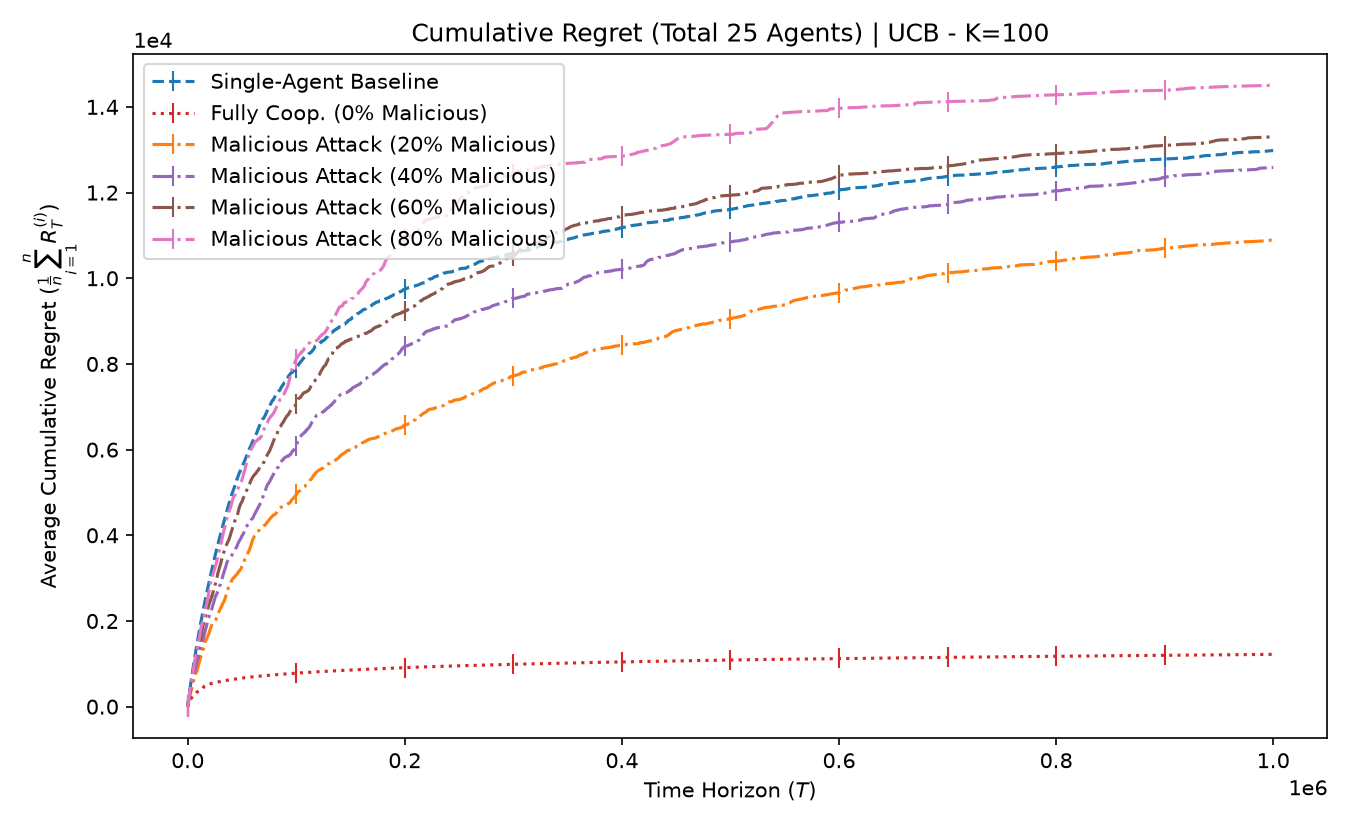 Cumulative Regret (Total 25 Agents) | UCB - K=100
1e4
Single-Agent Baseline
Fully Coop. (0% Malicious)
Malicious Attack (20% Malicious)
Malicious Attack (40% Malicious)
Malicious Attack (60% Malicious)
Malicious Attack (80% Malicious)
Average Cumulative Regret ($\frac{1}{n}\sum_{i=1}^{n} R_T^{(i)}$)
1.4
1.2
1.0
0.8
0.6
0.4
0.2
0.0
0.0 0.2 0.4 0.6 0.8 1.0
1e6
Time Horizon (T)